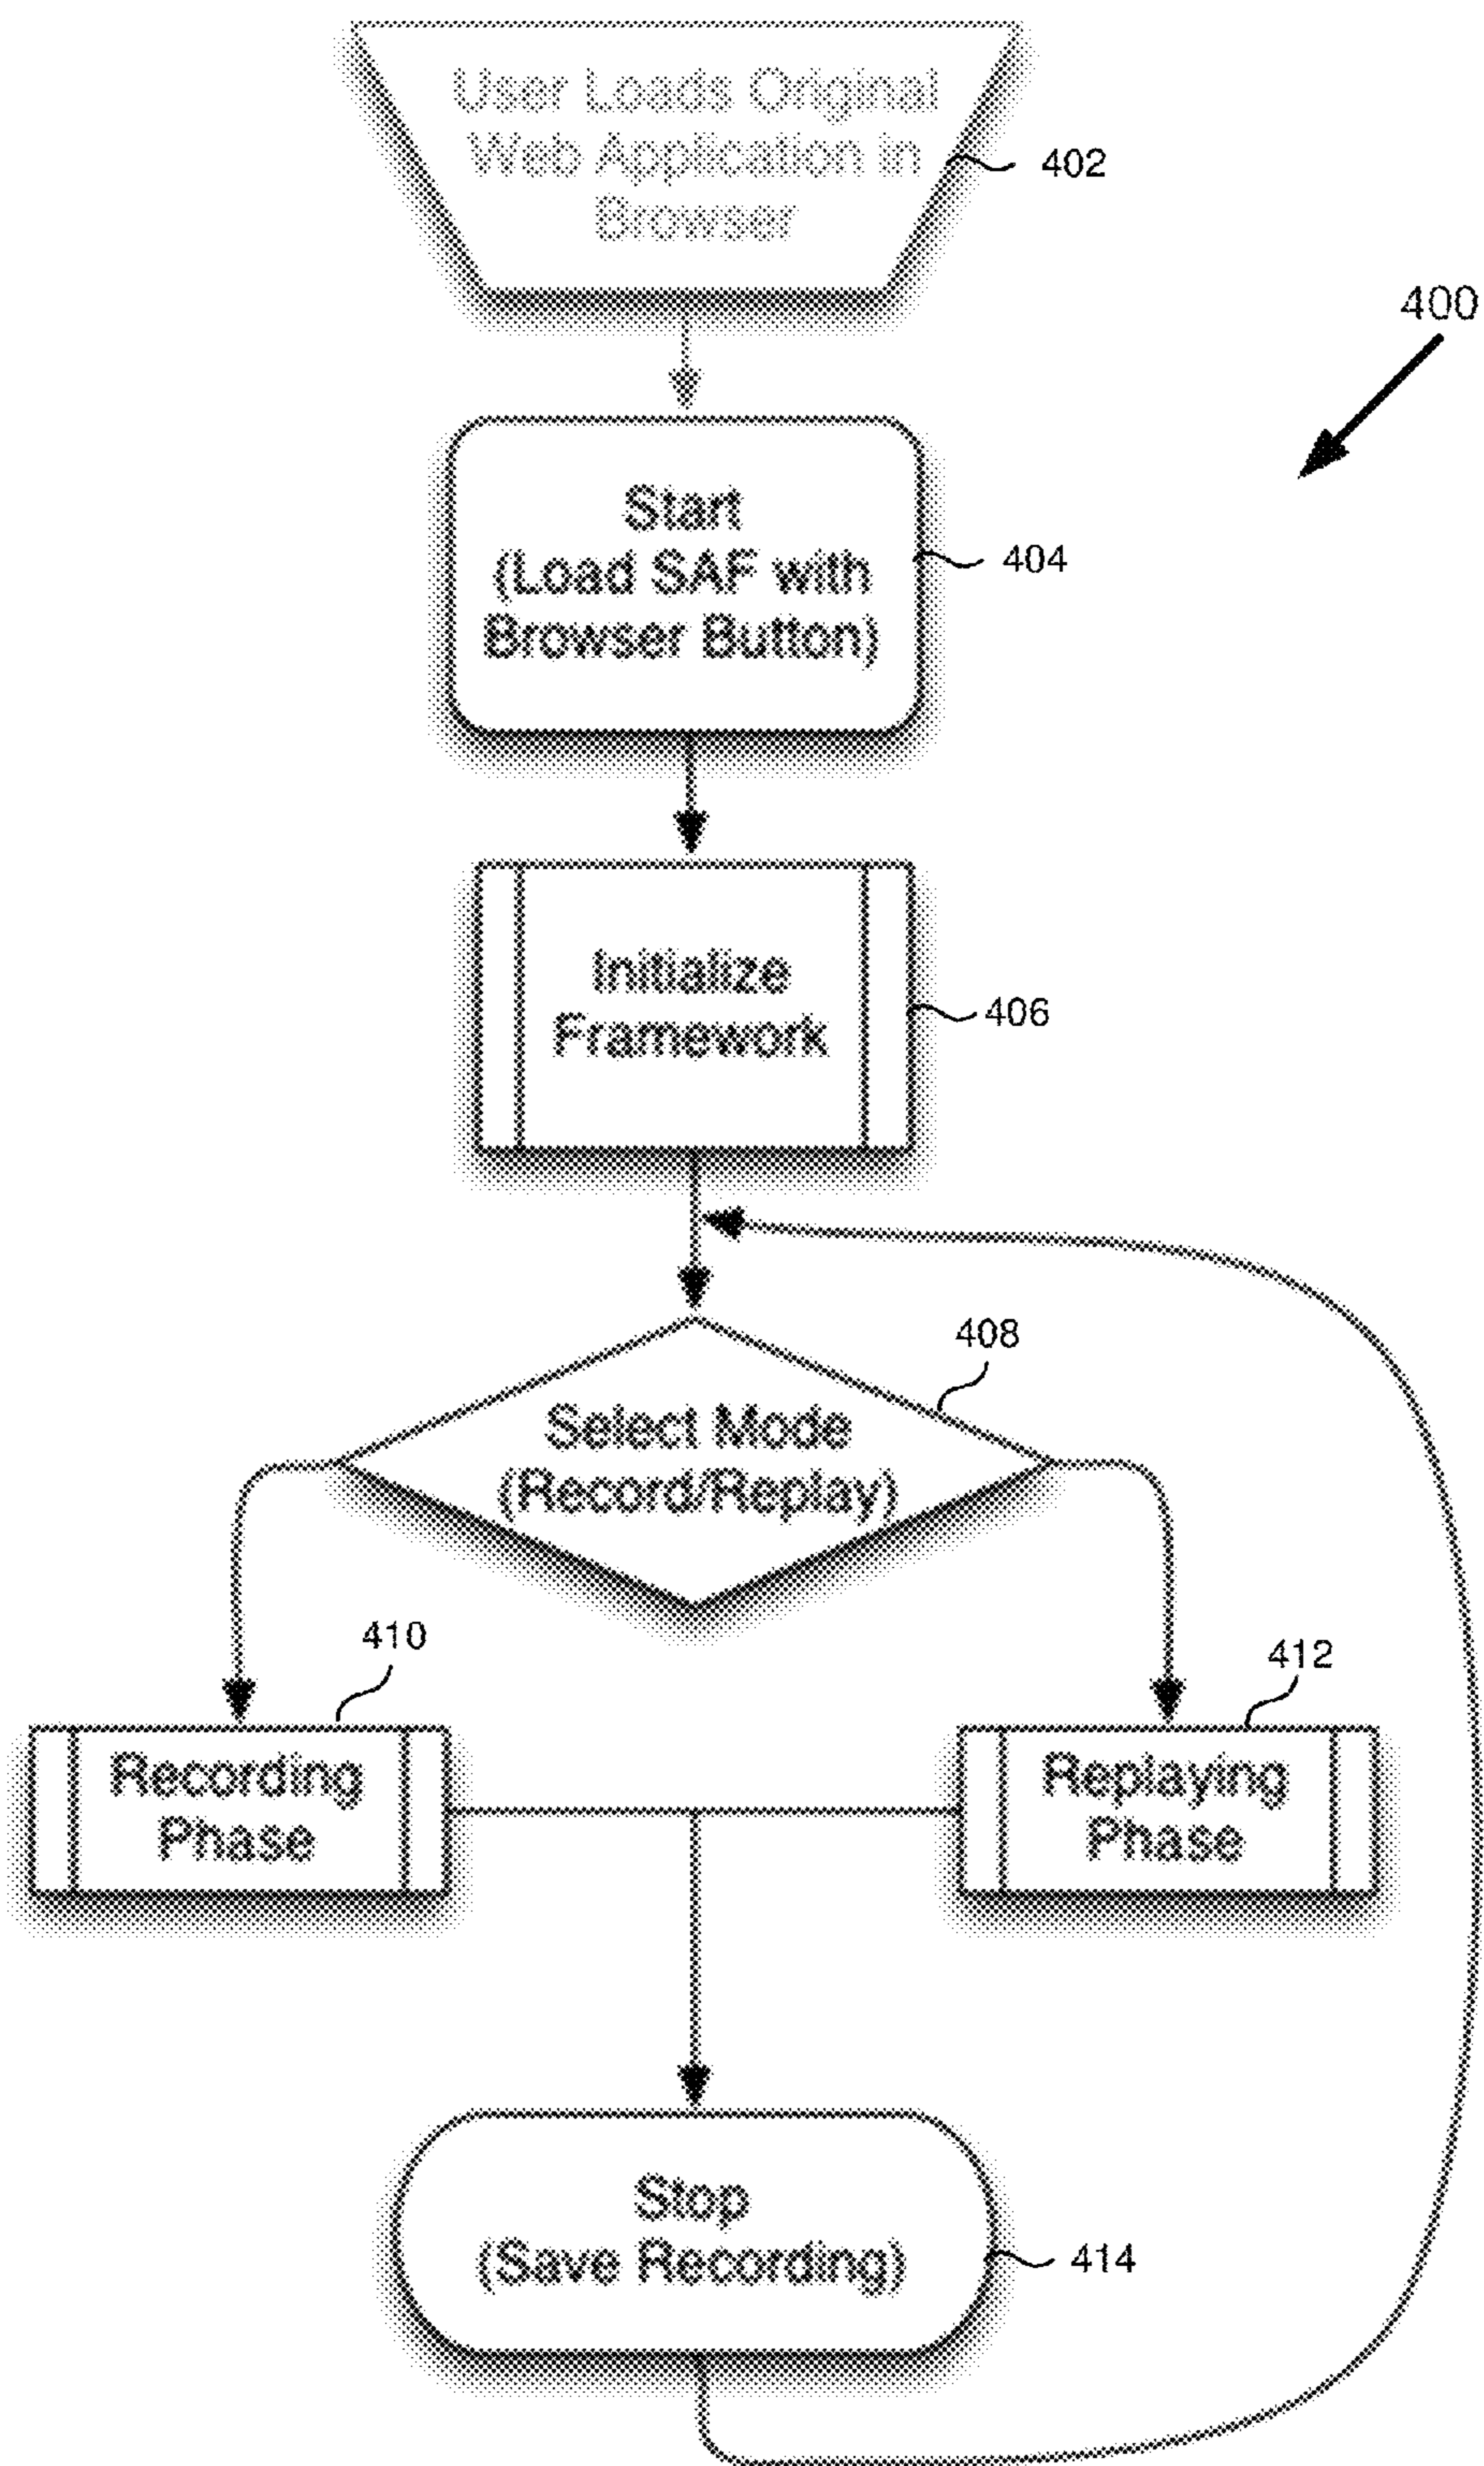 User Loads Original
Web Application in
Browser
402
400
Start
(Load SAF with
Browser Button)
404
Initialize
Framework
406
408
Select Mode
(Record/Replay)
410
412
Recording
Phase
Replaying
Phase
Stop
(Save Recording)
414